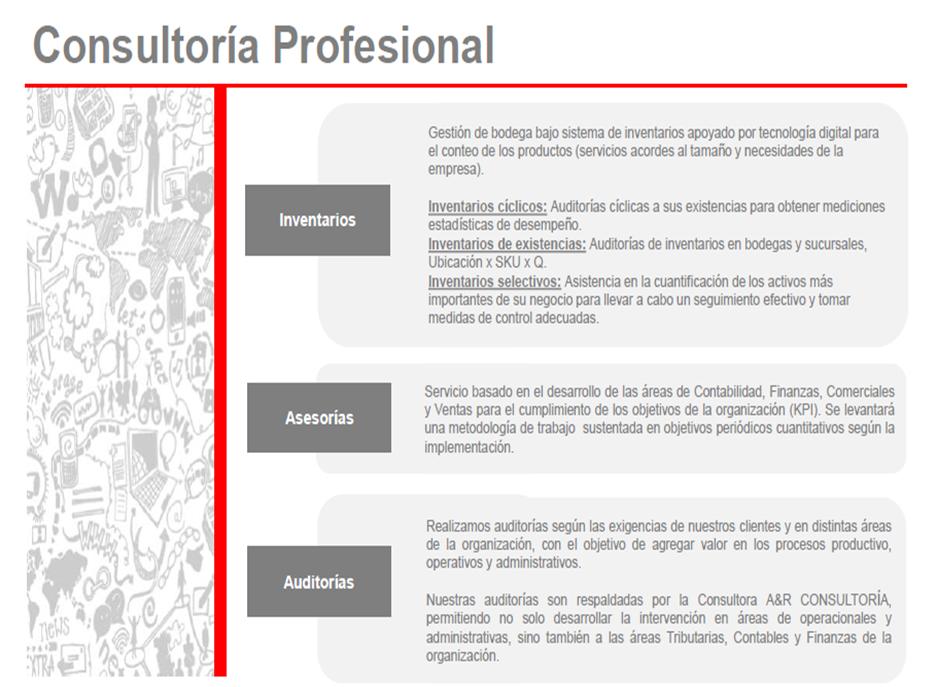 Consultoría Profesional
Gestión de bodega bajo sistema de inventarios apoyado por tecnología digital para
el conteo de los productos (servicios acordes al tamaño y necesidades de la
empresa).
Inventarios cíclicos: Auditorías cíclicas a sus existencias para obtener mediciones
estadísticas de desempeño.
Inventarios de existencias: Auditorías de inventarios en bodegas y sucursales,
Ubicación x SKU x Q.
Inventarios selectivos: Asistencia en la cuantificación de los activos más
importantes de su negocio para llevar a cabo un seguimiento efectivo y tomar
medidas de control adecuadas.
Inventarios
Servicio basado en el desarrollo de las áreas de Contabilidad, Finanzas, Comerciales
y Ventas para el cumplimiento de los objetivos de la organización (KPI). Se levantará
una metodología de trabajo sustentada en objetivos periódicos cuantitativos según la
implementación.
Asesorías
Realizamos auditorías según las exigencias de nuestros clientes y en distintas áreas
de la organización, con el objetivo de agregar valor en los procesos productivo,
operativos y administrativos.
Nuestras auditorías son respaldadas por la Consultora A&R CONSULTORÍA,
permitiendo no solo desarrollar la intervención en áreas de operacionales y
administrativas, sino también a las áreas Tributarias, Contables y Finanzas de la
organización.
Auditorías
W
www
news
EXTRA